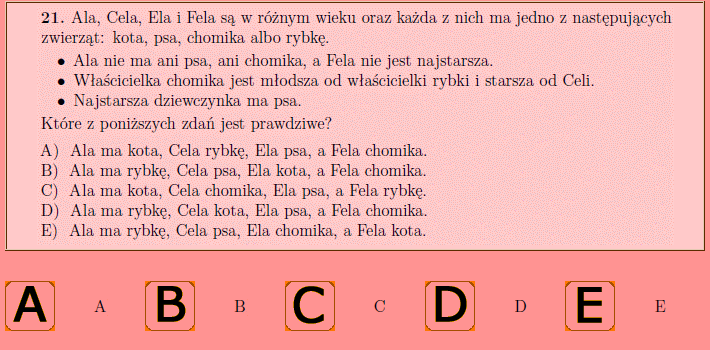 21. Ala, Cela, Ela i Fela są w różnym wieku oraz każda z nich ma jedno z następujących
zwierząt: kota, psa, chomika albo rybkę.
• Ala nie ma ani psa, ani chomika, a Fela nie jest najstarsza.
• Właścicielka chomika jest młodsza od właścicielki rybki i starsza od Celi.
• Najstarsza dziewczynka ma psa.
Które z poniższych zdań jest prawdziwe?
A) Ala ma kota, Cela rybkę, Ela psa, a Fela chomika.
B) Ala ma rybkę, Cela psa, Ela kota, a Fela chomika.
C) Ala ma kota, Cela chomika, Ela psa, a Fela rybkę.
D) Ala ma rybkę, Cela kota, Ela psa, a Fela chomika.
E) Ala ma rybkę, Cela psa, Ela chomika, a Fela kota.
A A B B C C D D E E